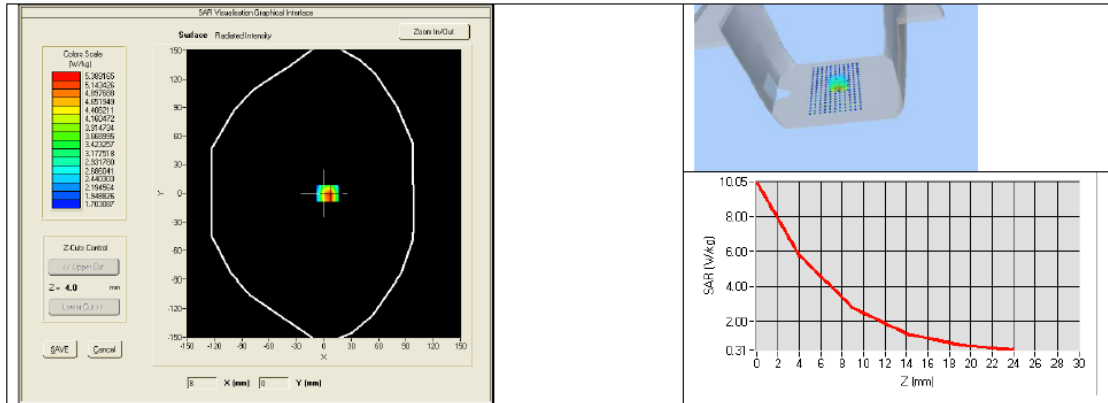 SAR Visualisation Graphical Interface
Surface Radiated Intensity
Zoom In/Out
Colors Scale
(W/kg)
5.389165
5.143426
4.897688
4.651949
4.406211
4.160472
3.914734
3.668995
3.423257
3.177518
2.931780
2.686041
2.440303
2.194564
1.948826
1.703087
150
120
90
60
30
0
-30
-60
-90
-120
-150
Y
-150 -120 -90 -60 -30 0 30 60 90 120 150
X
Z-Cuts Control
<< Upper Cut
Z = 4.0 mm
Lower Cut >>
SAVE Cancel
8 X (mm) 0 Y (mm)
10.05
8.00
6.00
4.00
2.00
0.31
SAR (W/kg)
0 2 4 6 8 10 12 14 16 18 20 22 24 26 28 30
Z (mm)